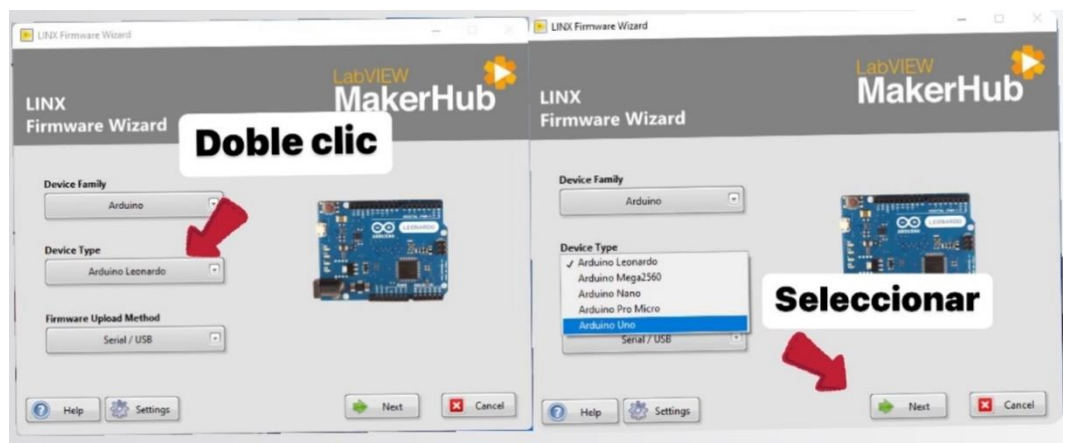 LINX Firmware Wizard
LabVIEW
MakerHub
LINX
Firmware Wizard
Doble clic
Device Family
Arduino
Device Type
Arduino Leonardo
Firmware Upload Method
Serial / USB
Help
Settings
Next
Cancel
LEONARDO
LINX Firmware Wizard
LabVIEW
MakerHub
LINX
Firmware Wizard
Device Family
Arduino
Device Type
Arduino Leonardo
Arduino Mega2560
Arduino Nano
Arduino Pro Micro
Arduino Uno
Serial / USB
Seleccionar
Help
Settings
Next
Cancel
LEONARDO